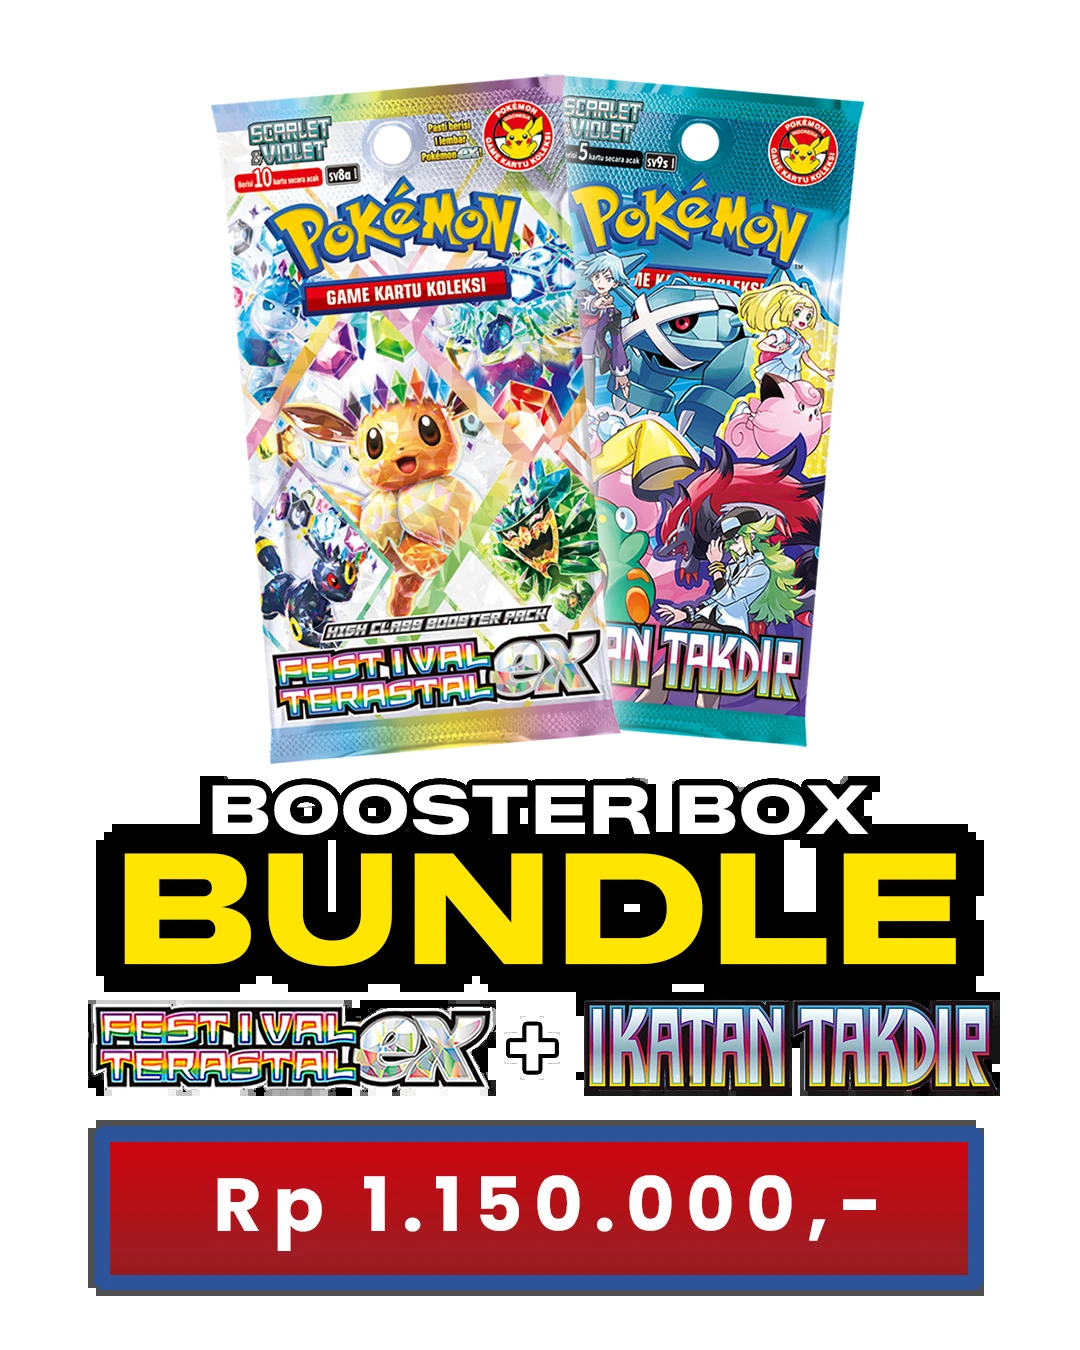 SCARLET
&VIOLET
Berisi 10 kartu secara acak
sv8a I
Pasti berisi
1 lembar
Pokémon ex!
POKÉMON
INDONESIA
GAME KARTU KOLEKSI
POKÉMON
GAME KARTU KOLEKSI
HIGH CLASS BOOSTER PACK
FESTIVAL
TERASTAL ex
SCARLET
&VIOLET
5 kartu secara acak
sv9s I
POKÉMON
INDONESIA
GAME KARTU KOLEKSI
POKÉMON
TAKDIR
BOOSTER BOX
BUNDLE
FESTIVAL
TERASTAL ex + IKATAN TAKDIR
Rp 1.150.000,-